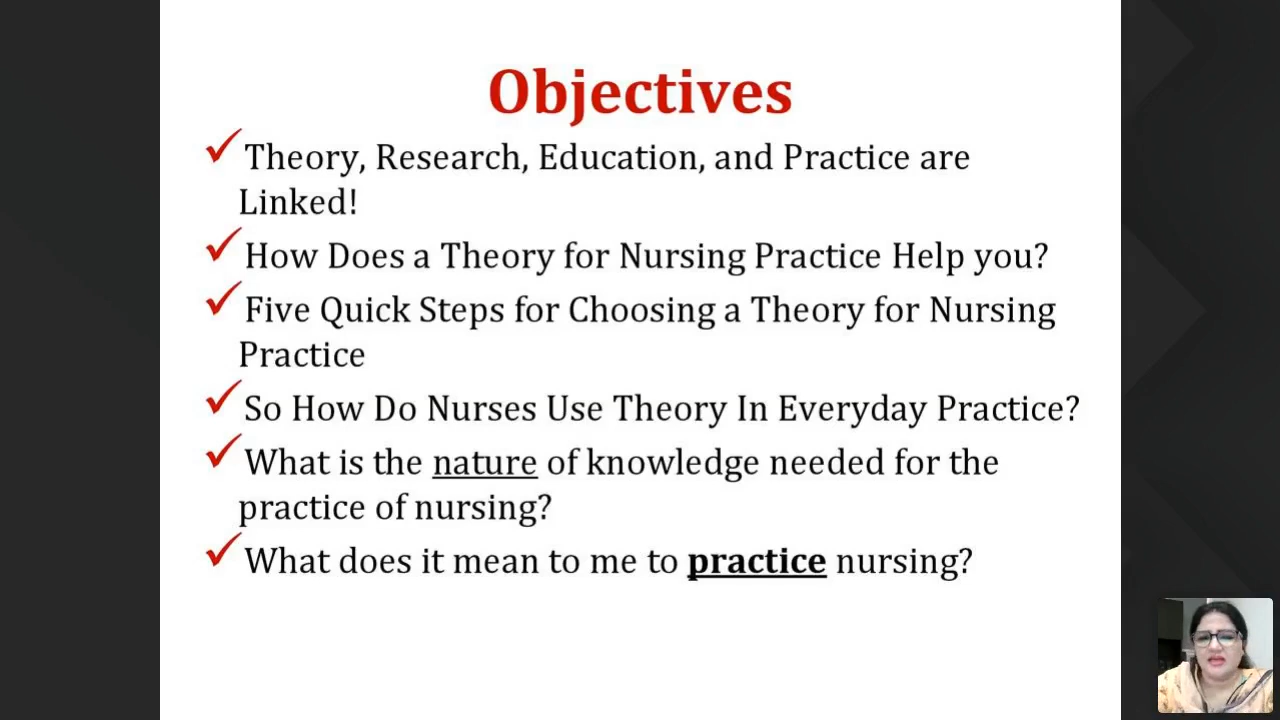 Objectives
Theory, Research, Education, and Practice are
Linked!
How Does a Theory for Nursing Practice Help you?
Five Quick Steps for Choosing a Theory for Nursing
Practice
So How Do Nurses Use Theory In Everyday Practice?
What is the nature of knowledge needed for the
practice of nursing?
What does it mean to me to practice nursing?